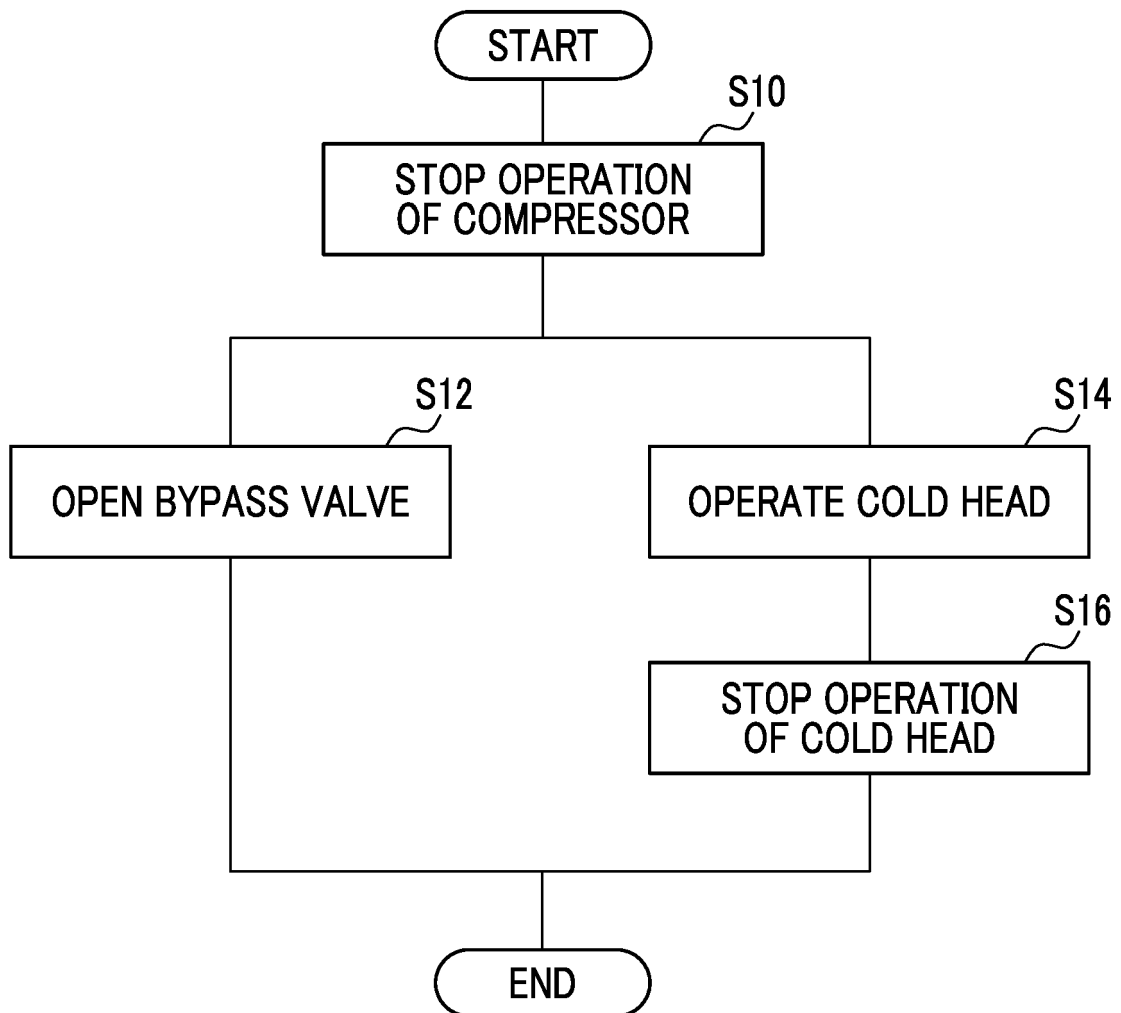 START
S10
STOP OPERATION
OF COMPRESSOR
S12
OPEN BYPASS VALVE
S14
OPERATE COLD HEAD
S16
STOP OPERATION
OF COLD HEAD
END